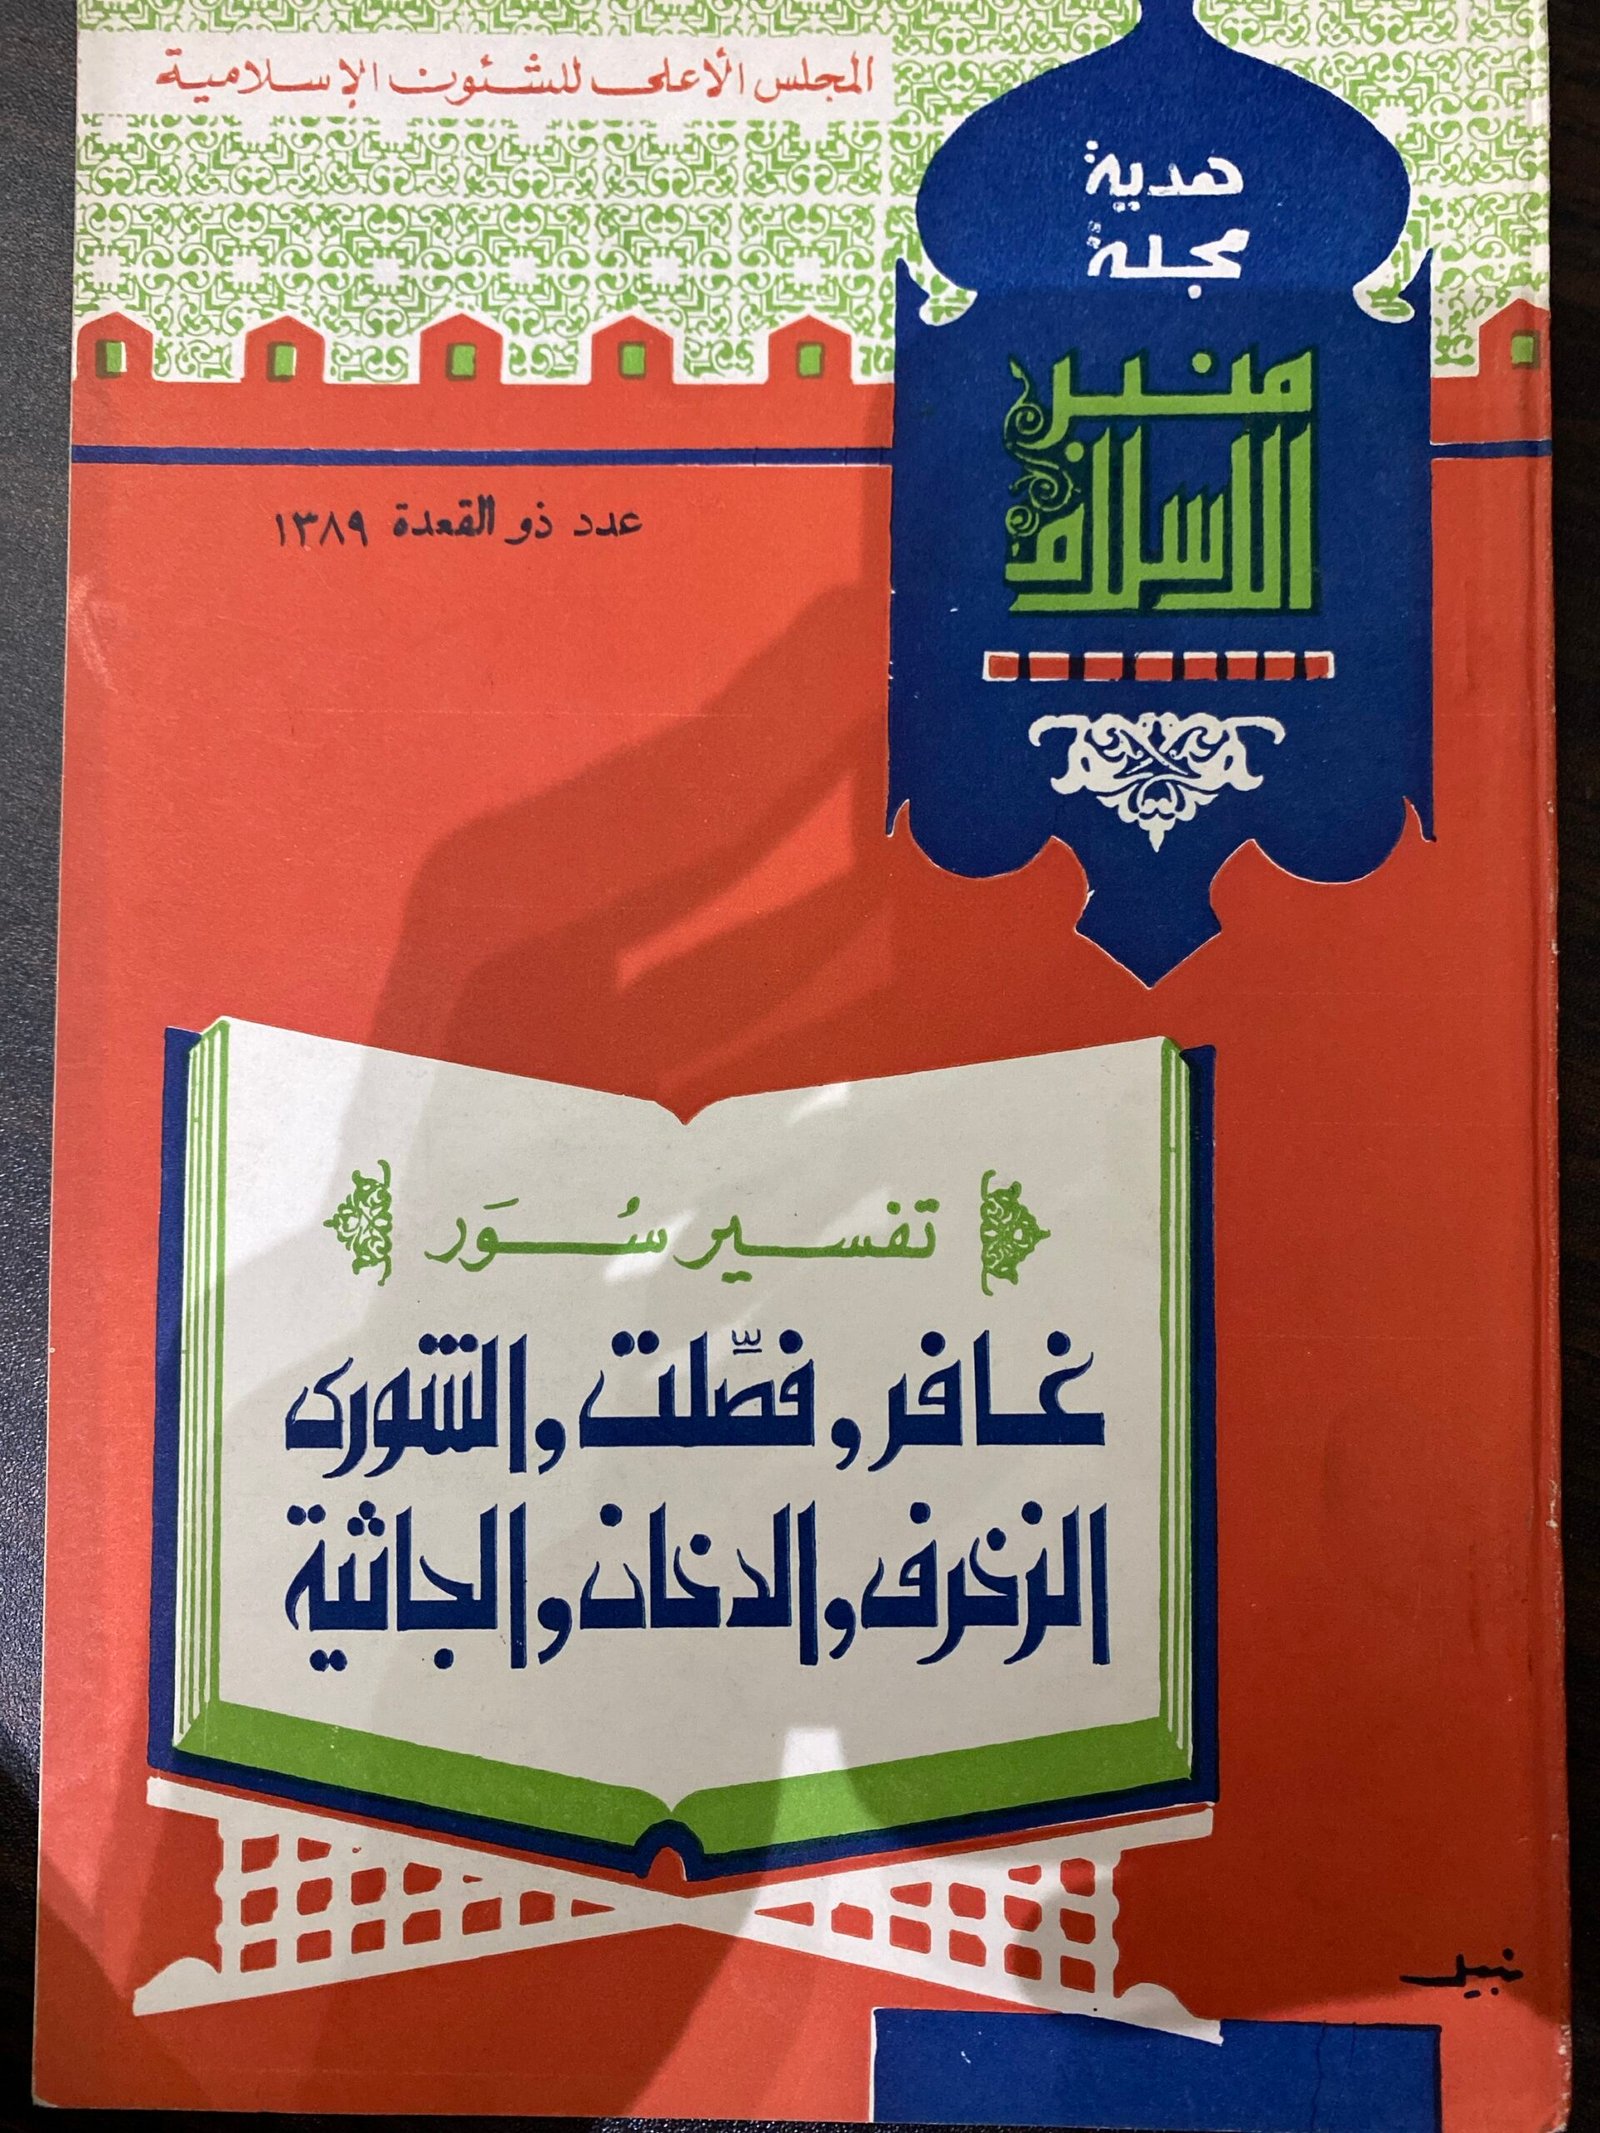 المجلس الأعلى للشئون الإسلامية
هدية
مجلة
منبر
الاسلام
عدد ذو القعدة ١٣٨٩
تفسير سُوَر
غافر، فصّلت والشورى
الزخرف والدخان والجاثية
نبيل